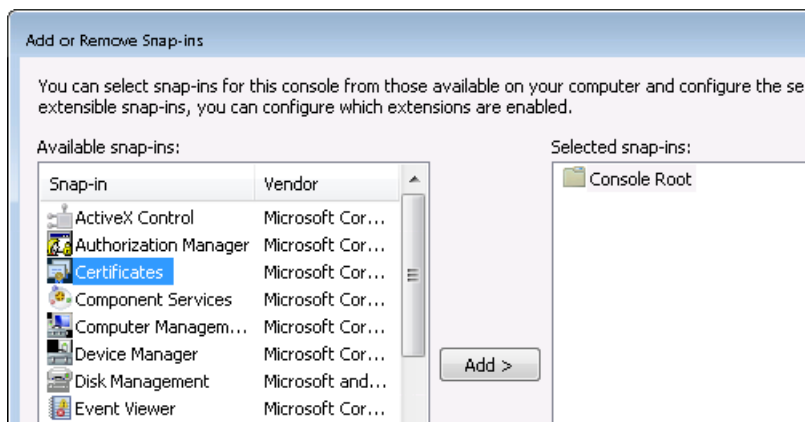 Add or Remove Snap-ins
You can select snap-ins for this console from those available on your computer and configure the se
extensible snap-ins, you can configure which extensions are enabled.
Available snap-ins:
Selected snap-ins:
Snap-in Vendor
Console Root
ActiveX Control Microsoft Cor...
Authorization Manager Microsoft Cor...
Certificates Microsoft Cor...
Component Services Microsoft Cor...
Computer Managem... Microsoft Cor...
Device Manager Microsoft Cor...
Add >
Disk Management Microsoft and...
Event Viewer Microsoft Cor...